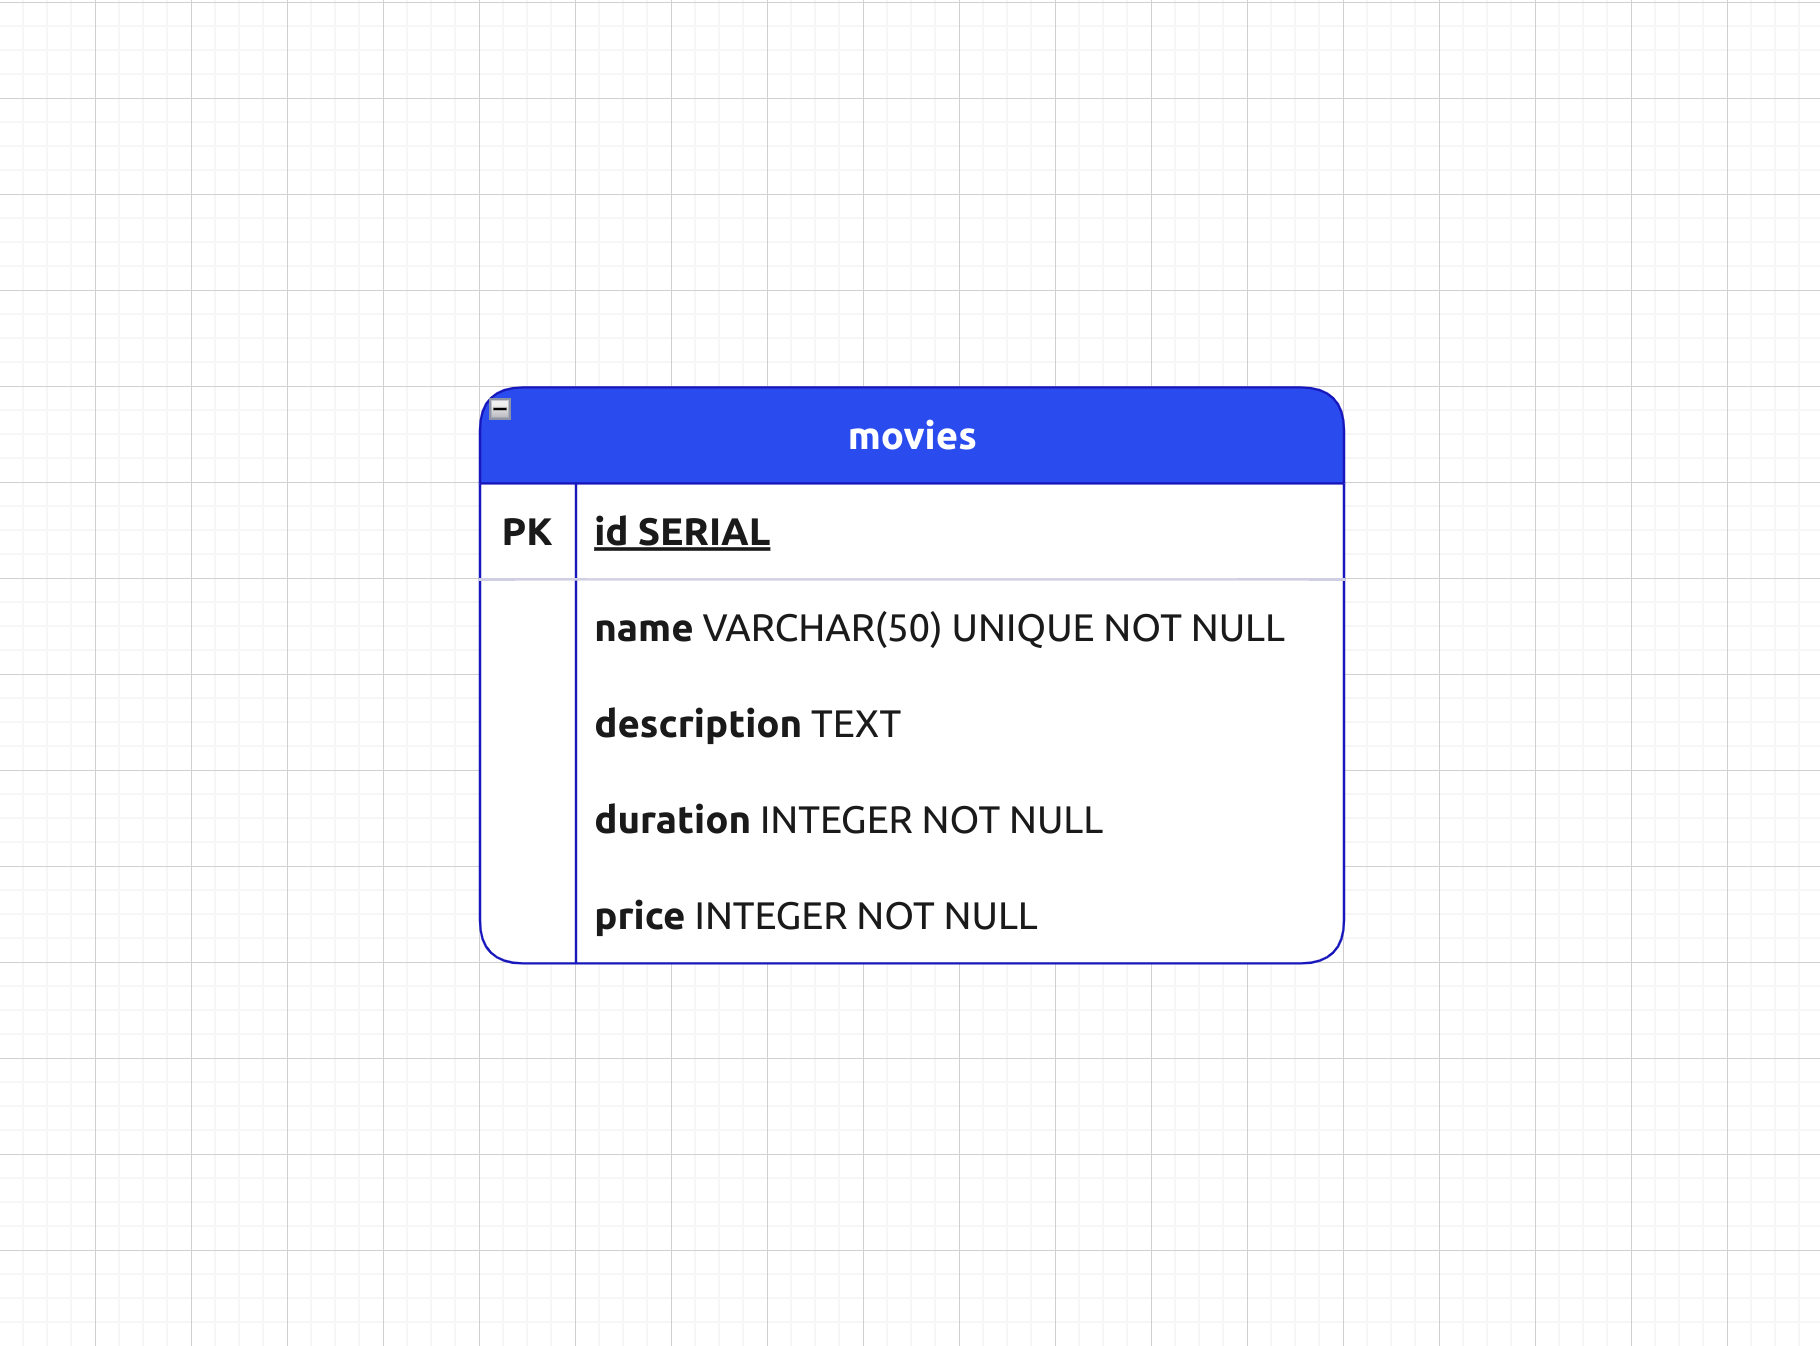 movies
PK id SERIAL
name VARCHAR(50) UNIQUE NOT NULL
description TEXT
duration INTEGER NOT NULL
price INTEGER NOT NULL